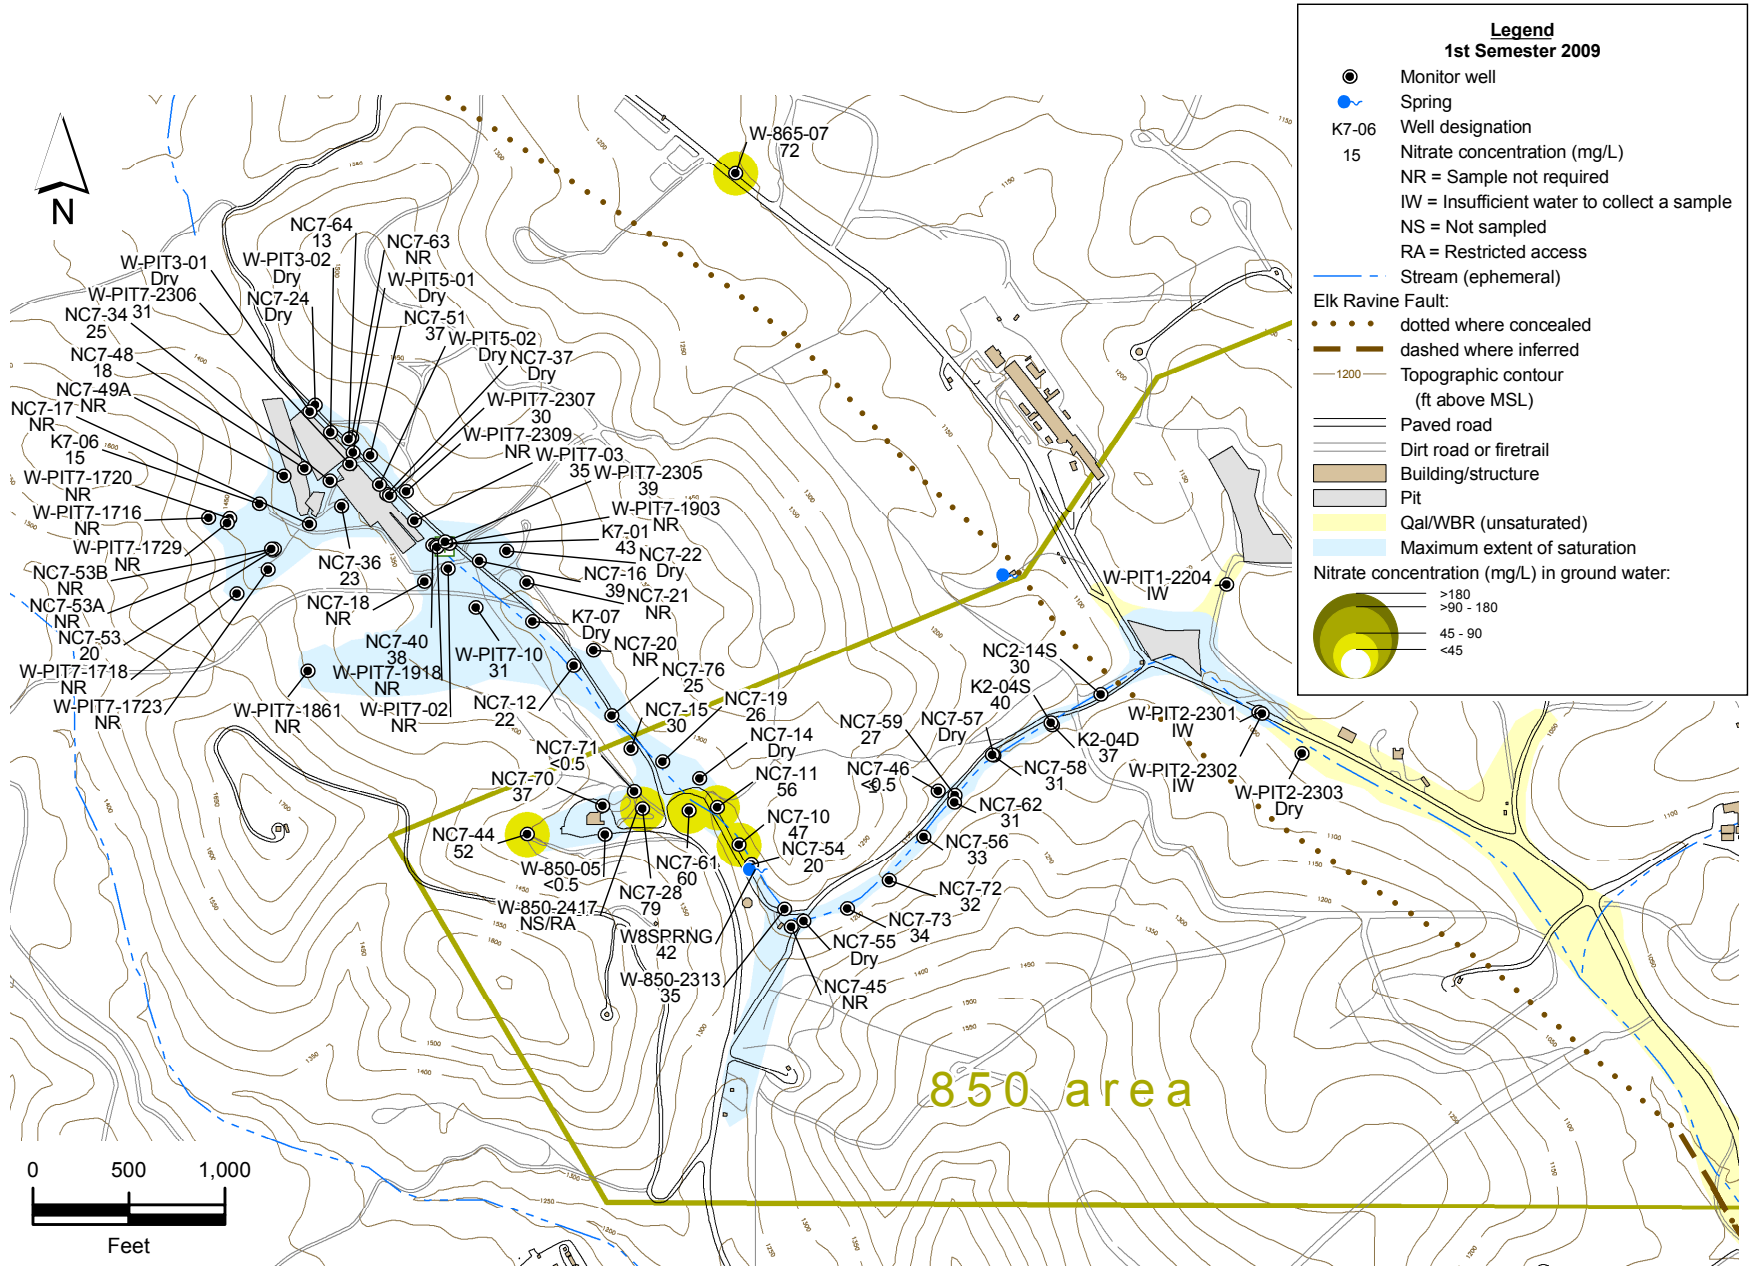 Legend
1st Semester 2009
Monitor well
Spring
K7-06 Well designation
15 Nitrate concentration (mg/L)
NR = Sample not required
IW = Insufficient water to collect a sample
NS = Not sampled
RA = Restricted access
Stream (ephemeral)
Elk Ravine Fault:
dotted where concealed
dashed where inferred
1200 Topographic contour
(ft above MSL)
Paved road
Dirt road or firetrail
Building/structure
Pit
Qal/WBR (unsaturated)
Maximum extent of saturation
Nitrate concentration (mg/L) in ground water:
>180
>90 - 180
45 - 90
<45
N
W-865-07
72
NC7-64
13
NC7-63
NR
W-PIT3-01
Dry
W-PIT3-02
Dry
W-PIT5-01
Dry
W-PIT7-2306
31
NC7-24
Dry
NC7-34
25
NC7-51
37
W-PIT5-02
Dry
NC7-48
18
NC7-37
Dry
NC7-49A
NR
W-PIT7-2307
30
NC7-17
NR
W-PIT7-2309
NR
K7-06
15
W-PIT7-03
35
W-PIT7-1720
NR
W-PIT7-2305
39
W-PIT7-1716
NR
W-PIT7-1903
NR
K7-01
43
W-PIT7-1729
NR
NC7-22
Dry
NC7-36
23
NC7-53B
NR
NC7-16
39
NC7-21
NR
NC7-18
NR
NC7-53A
NR
K7-07
Dry
NC7-53
20
NC7-40
38
NC7-20
NR
W-PIT7-10
31
W-PIT7-1718
NR
W-PIT7-1918
NR
NC7-76
25
W-PIT7-1723
NR
W-PIT7-1861
NR
W-PIT7-02
NR
NC7-12
22
NC7-15
30
NC7-19
26
NC7-14
Dry
NC7-71
<0.5
NC7-70
37
NC7-11
56
NC7-44
52
NC7-10
47
NC7-54
20
W-850-05
<0.5
NC7-61
60
NC7-28
79
W-850-2417
NS/RA
W8SPRNG
42
W-850-2313
35
NC7-55
Dry
NC7-45
NR
NC7-73
34
NC7-72
32
NC7-56
33
NC7-62
31
NC7-46
<0.5
NC7-59
27
NC7-57
Dry
NC7-58
31
K2-04D
37
K2-04S
40
NC2-14S
30
W-PIT1-2204
IW
W-PIT2-2301
IW
W-PIT2-2302
IW
W-PIT2-2303
Dry
850 area
0 500 1,000
Feet